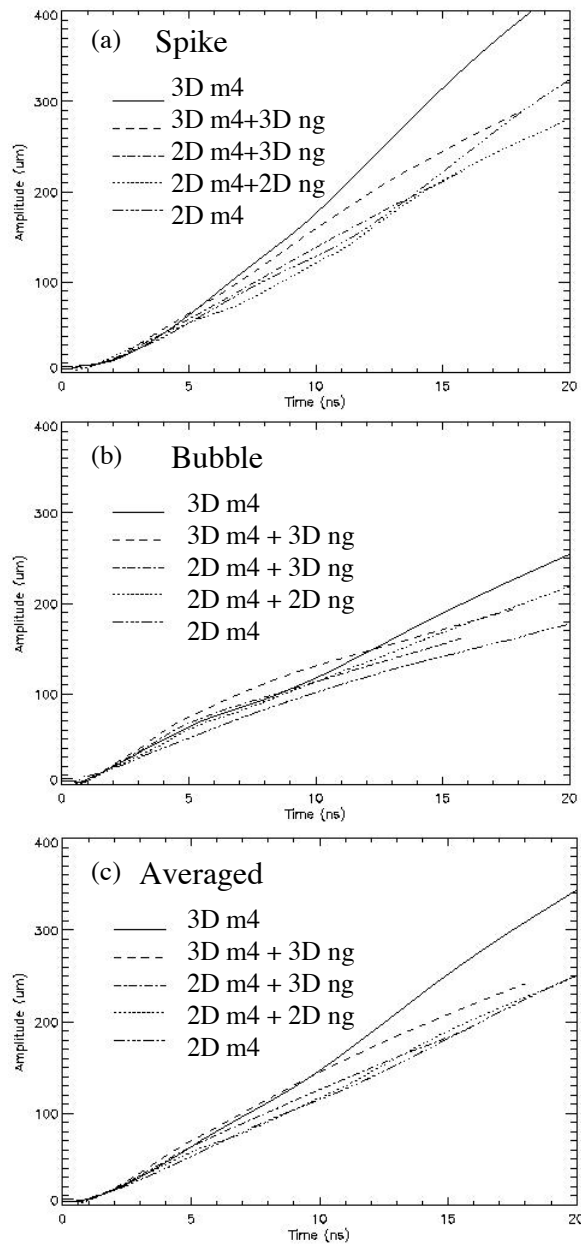 400
(a) Spike
3D m4
3D m4+3D ng
2D m4+3D ng
2D m4+2D ng
2D m4
300
200
100
0
Amplitude (um)
0 5 10 15 20
Time (ns)
400
(b) Bubble
3D m4
3D m4 + 3D ng
2D m4 + 3D ng
2D m4 + 2D ng
2D m4
300
200
100
0
Amplitude (um)
0 5 10 15 20
Time (ns)
400
(c) Averaged
3D m4
3D m4 + 3D ng
2D m4 + 3D ng
2D m4 + 2D ng
2D m4
300
200
100
0
Amplitude (um)
0 5 10 15 20
Time (ns)